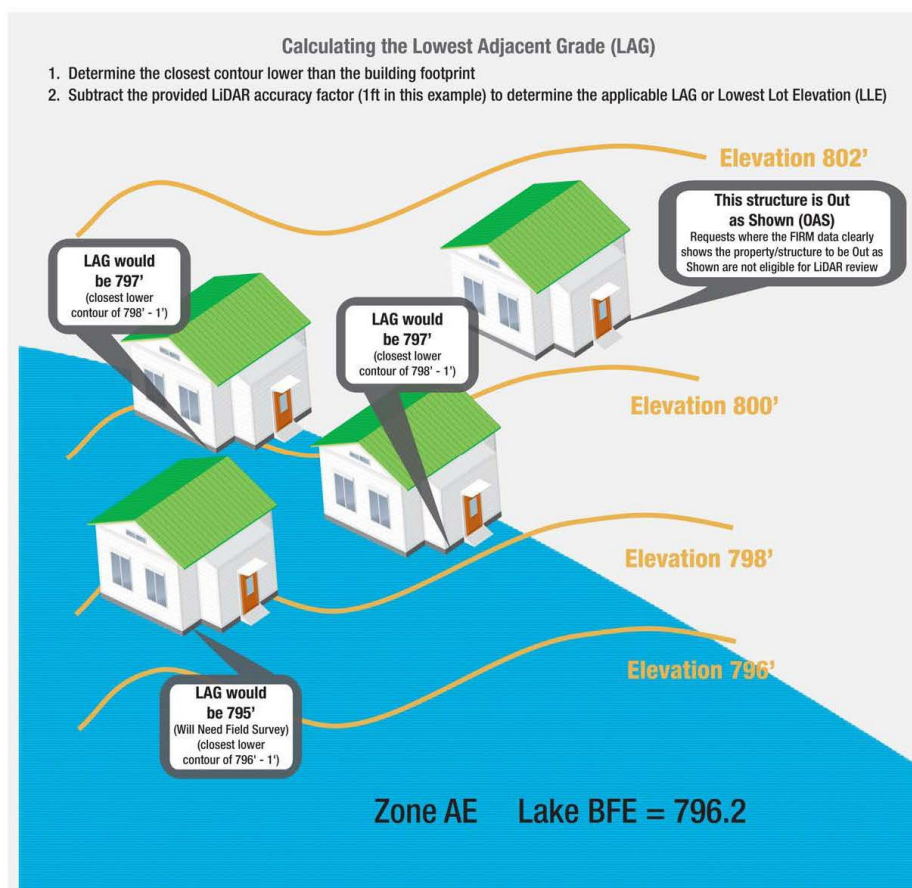 Calculating the Lowest Adjacent Grade (LAG)
1. Determine the closest contour lower than the building footprint
2. Subtract the provided LiDAR accuracy factor (1ft in this example) to determine the applicable LAG or Lowest Lot Elevation (LLE)
Elevation 802’
This structure is Out
as Shown (OAS)
Requests where the FIRM data clearly
shows the property/structure to be Out as
Shown are not eligible for LiDAR review
LAG would
be 797’
(closest lower
contour of 798' - 1')
LAG would
be 797’
(closest lower
contour of 798' - 1')
Elevation 800’
Elevation 798’
Elevation 796’
LAG would
be 795’
(Will Need Field Survey)
(closest lower
contour of 796' - 1')
Zone AE Lake BFE = 796.2